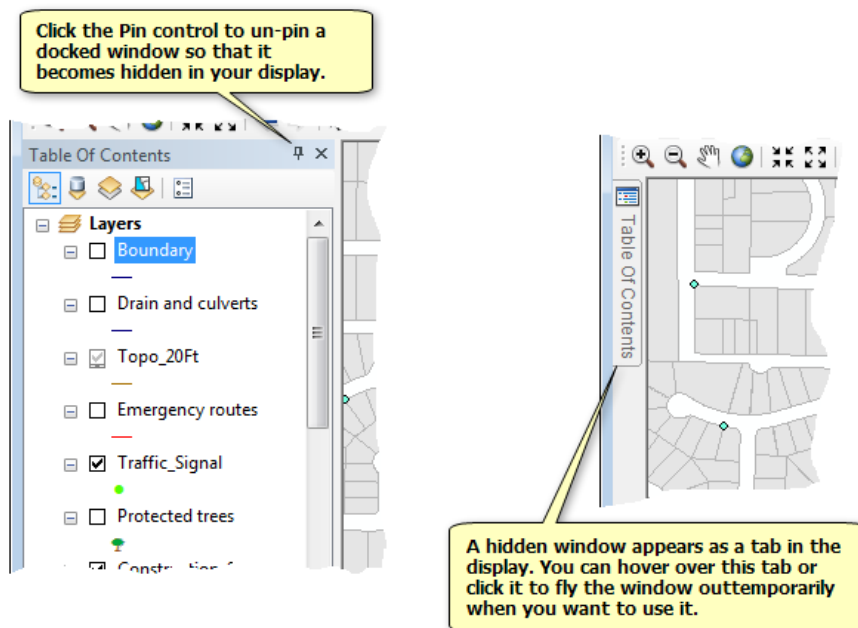 Click the Pin control to un-pin a
docked window so that it
becomes hidden in your display.
Table Of Contents
Layers
Boundary
Drain and culverts
Topo_20Ft
Emergency routes
Traffic_Signal
Protected trees
Table Of Contents
A hidden window appears as a tab in the
display. You can hover over this tab or
click it to fly the window outtemporarily
when you want to use it.